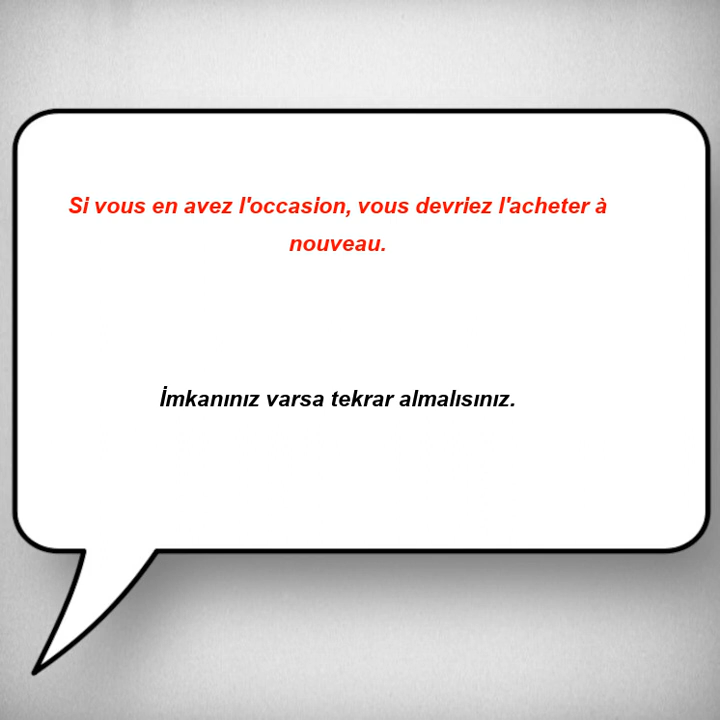 Si vous en avez l'occasion, vous devriez l'acheter à
nouveau.
İmkanınız varsa tekrar almalısınız.